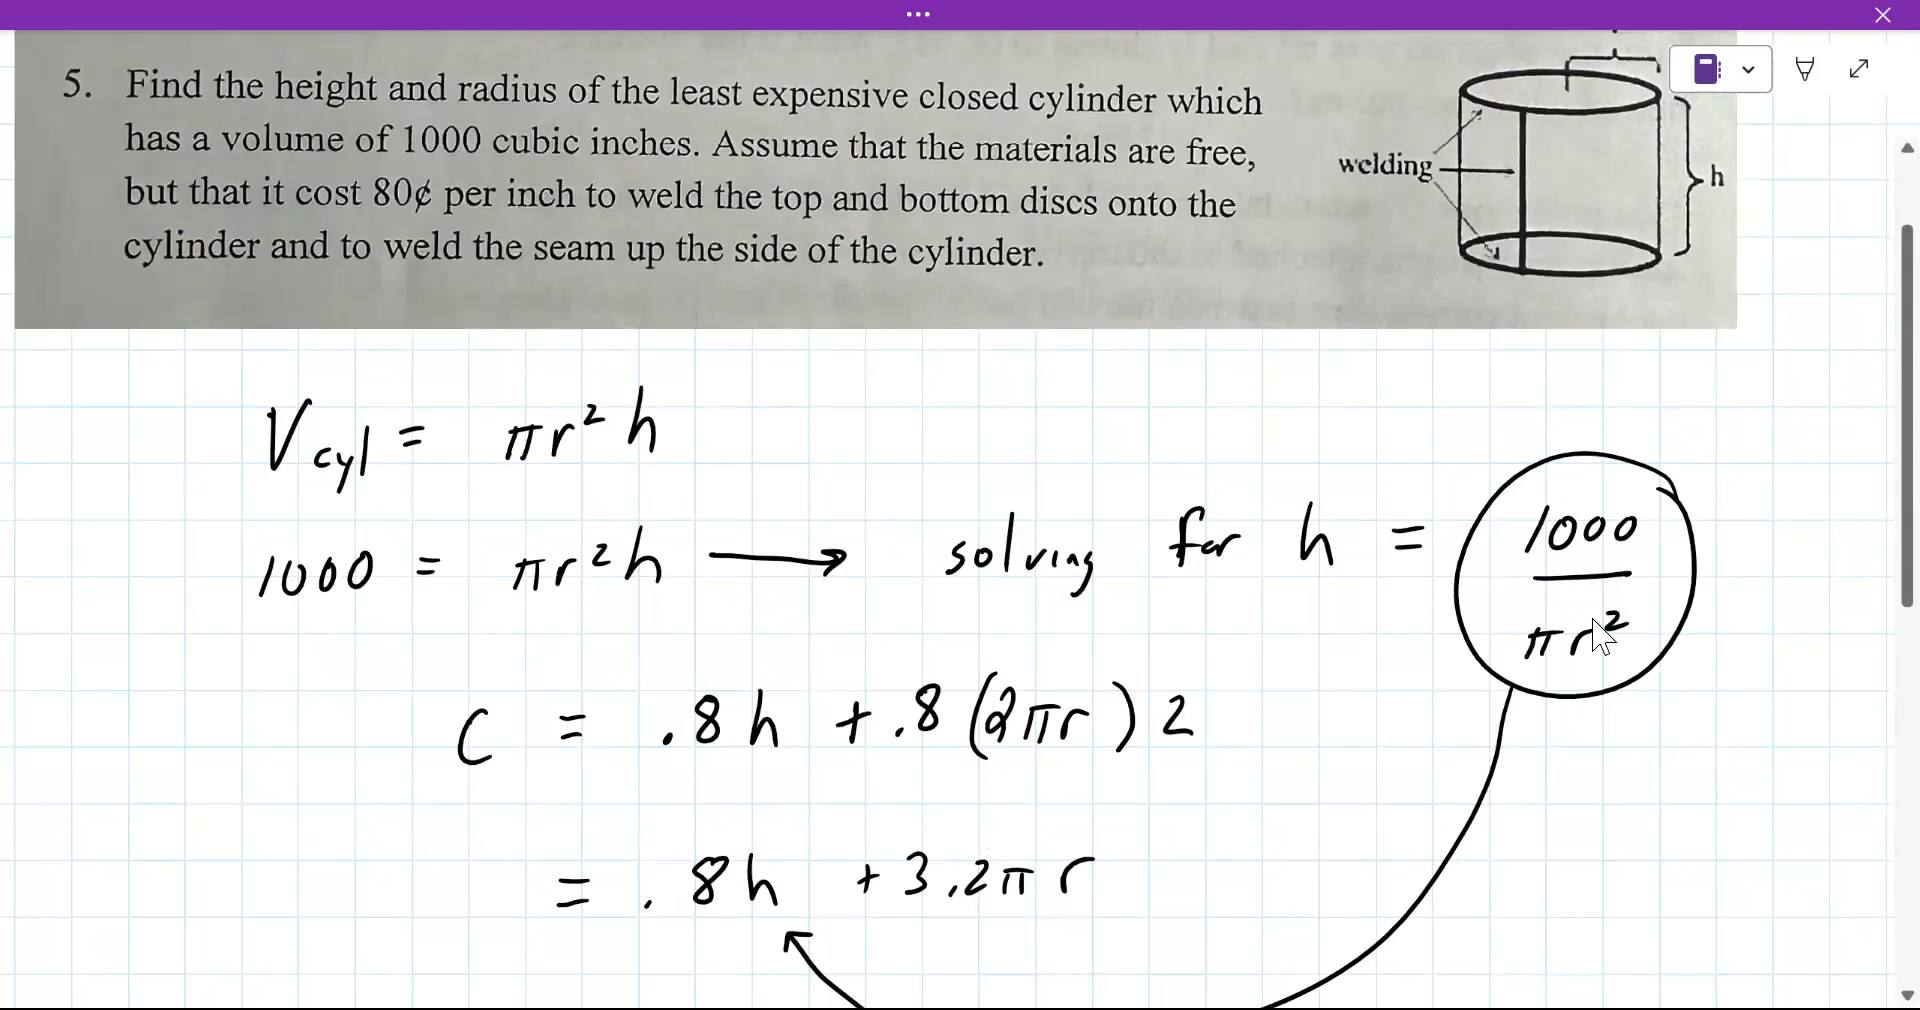 5. Find the height and radius of the least expensive closed cylinder which
has a volume of 1000 cubic inches. Assume that the materials are free,
but that it cost 80¢ per inch to weld the top and bottom discs onto the
cylinder and to weld the seam up the side of the cylinder.
welding
h
V cyl = πr² h
1000 = πr²h → solving for h = 1000
πr²
C = .8h + .8 (2πr) 2
= .8h + 3.2π r